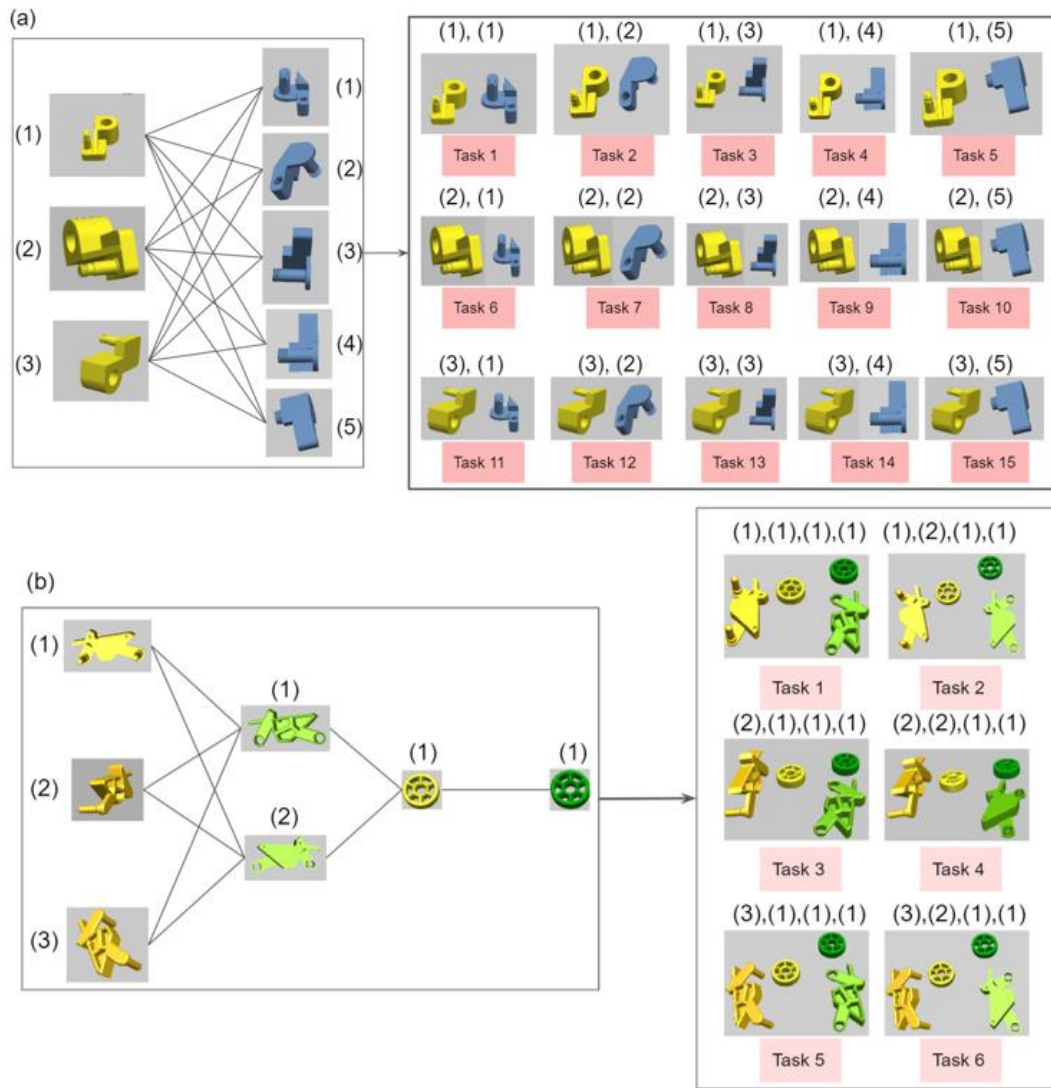 (a)
(1)
(2)
(3)
(1)
(2)
(3)
(4)
(5)
(1), (1) (1), (2) (1), (3) (1), (4) (1), (5)
Task 1 Task 2 Task 3 Task 4 Task 5
(2), (1) (2), (2) (2), (3) (2), (4) (2), (5)
Task 6 Task 7 Task 8 Task 9 Task 10
(3), (1) (3), (2) (3), (3) (3), (4) (3), (5)
Task 11 Task 12 Task 13 Task 14 Task 15
(b)
(1)
(2)
(3)
(1)
(2)
(1)
(1)
(1),(1),(1),(1) (1),(2),(1),(1)
Task 1 Task 2
(2),(1),(1),(1) (2),(2),(1),(1)
Task 3 Task 4
(3),(1),(1),(1) (3),(2),(1),(1)
Task 5 Task 6